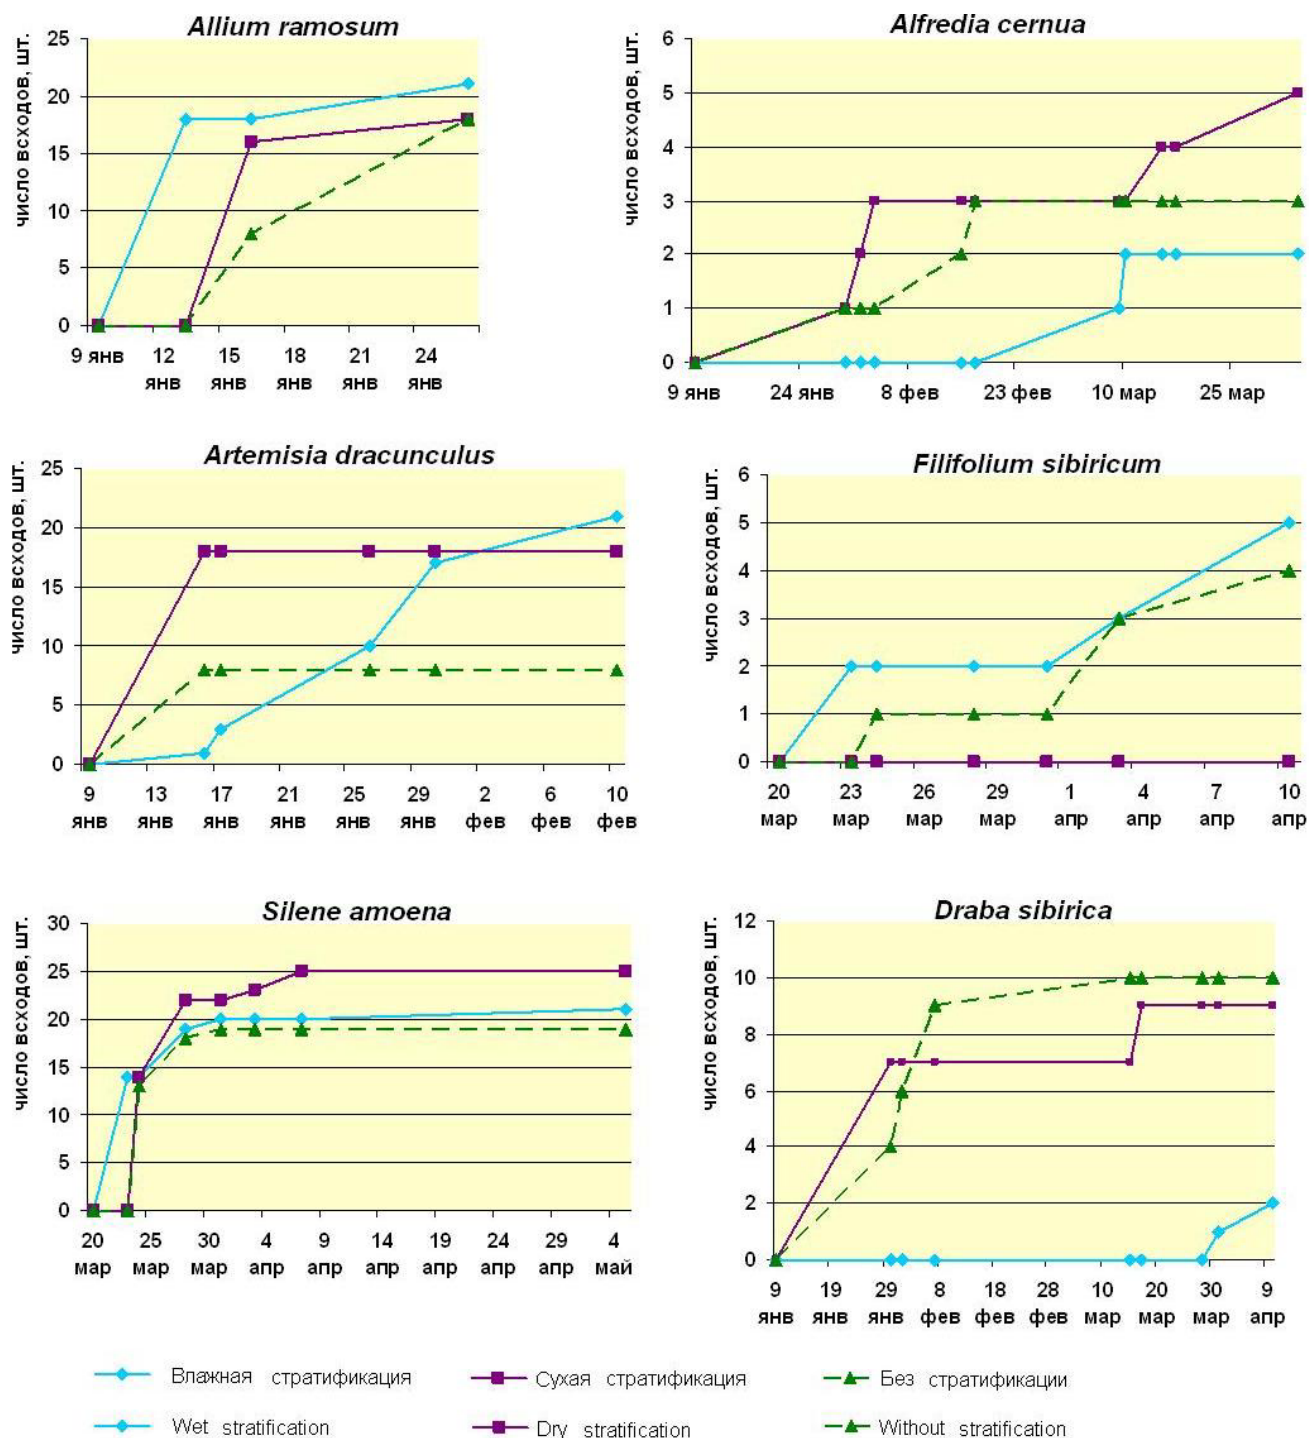 Allium ramosum
число всходов, шт.
25
20
15
10
5
0
9 янв 12 15 18 21 24
янв янв янв янв янв
Alfredia cernua
число всходов, шт.
6
5
4
3
2
1
0
9 янв 24 янв 8 фев 23 фев 10 мар 25 мар
Artemisia dracunculus
число всходов, шт.
25
20
15
10
5
0
9 13 17 21 25 29 2 6 10
янв янв янв янв янв янв фев фев фев
Filifolium sibiricum
число всходов, шт.
6
5
4
3
2
1
0
20 23 26 29 1 4 7 10
мар мар мар мар апр апр апр апр
Silene amoena
число всходов, шт.
30
25
20
15
10
5
0
20 25 30 4 9 14 19 24 29 4
мар мар мар апр апр апр апр апр апр май
Draba sibirica
число всходов, шт.
12
10
8
6
4
2
0
9 19 29 8 18 28 10 20 30 9
янв янв янв фев фев фев мар мар мар апр
Влажная стратификация Сухая стратификация Без стратификации
Wet stratification Dry stratification Without stratification